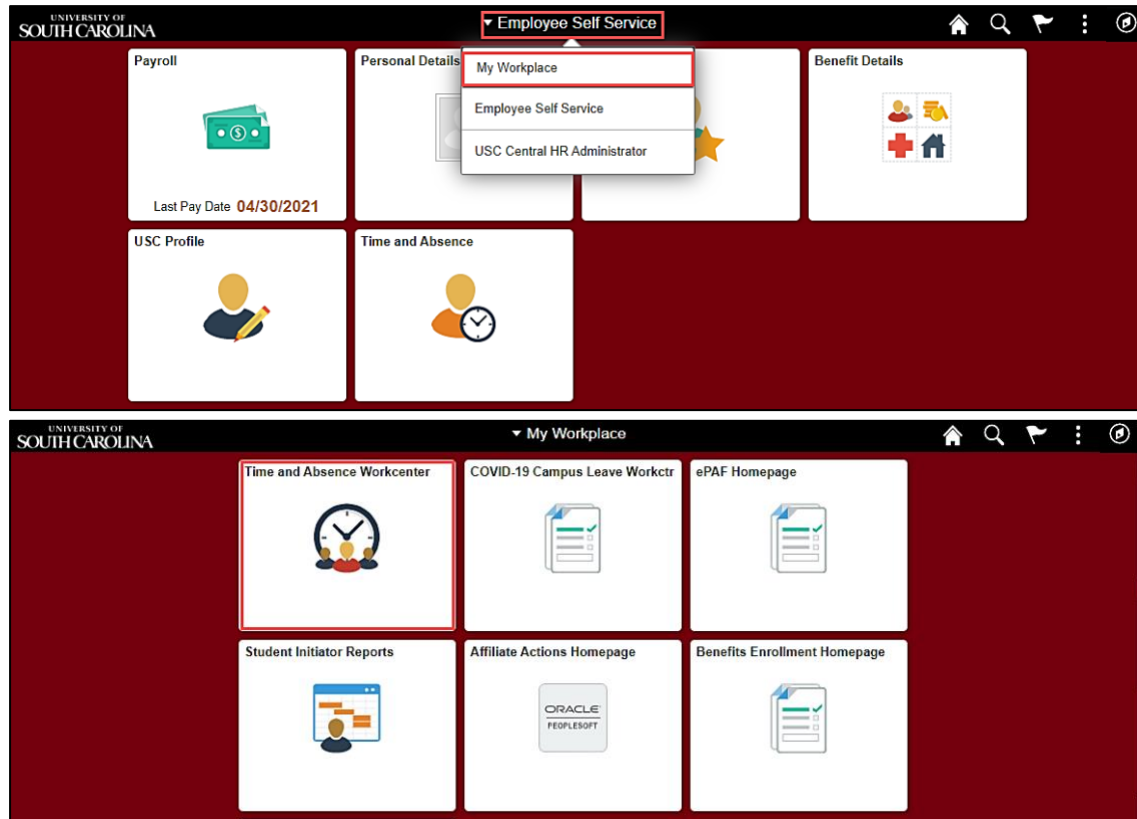 UNIVERSITY OF
SOUTH CAROLINA
Employee Self Service
Payroll
Personal Details
My Workplace
Employee Self Service
USC Central HR Administrator
Benefit Details
Last Pay Date 04/30/2021
USC Profile
Time and Absence
UNIVERSITY OF
SOUTH CAROLINA
My Workplace
Time and Absence Workcenter
COVID-19 Campus Leave Workctr
ePAF Homepage
Student Initiator Reports
Affiliate Actions Homepage
Benefits Enrollment Homepage
ORACLE
PEOPLESOFT